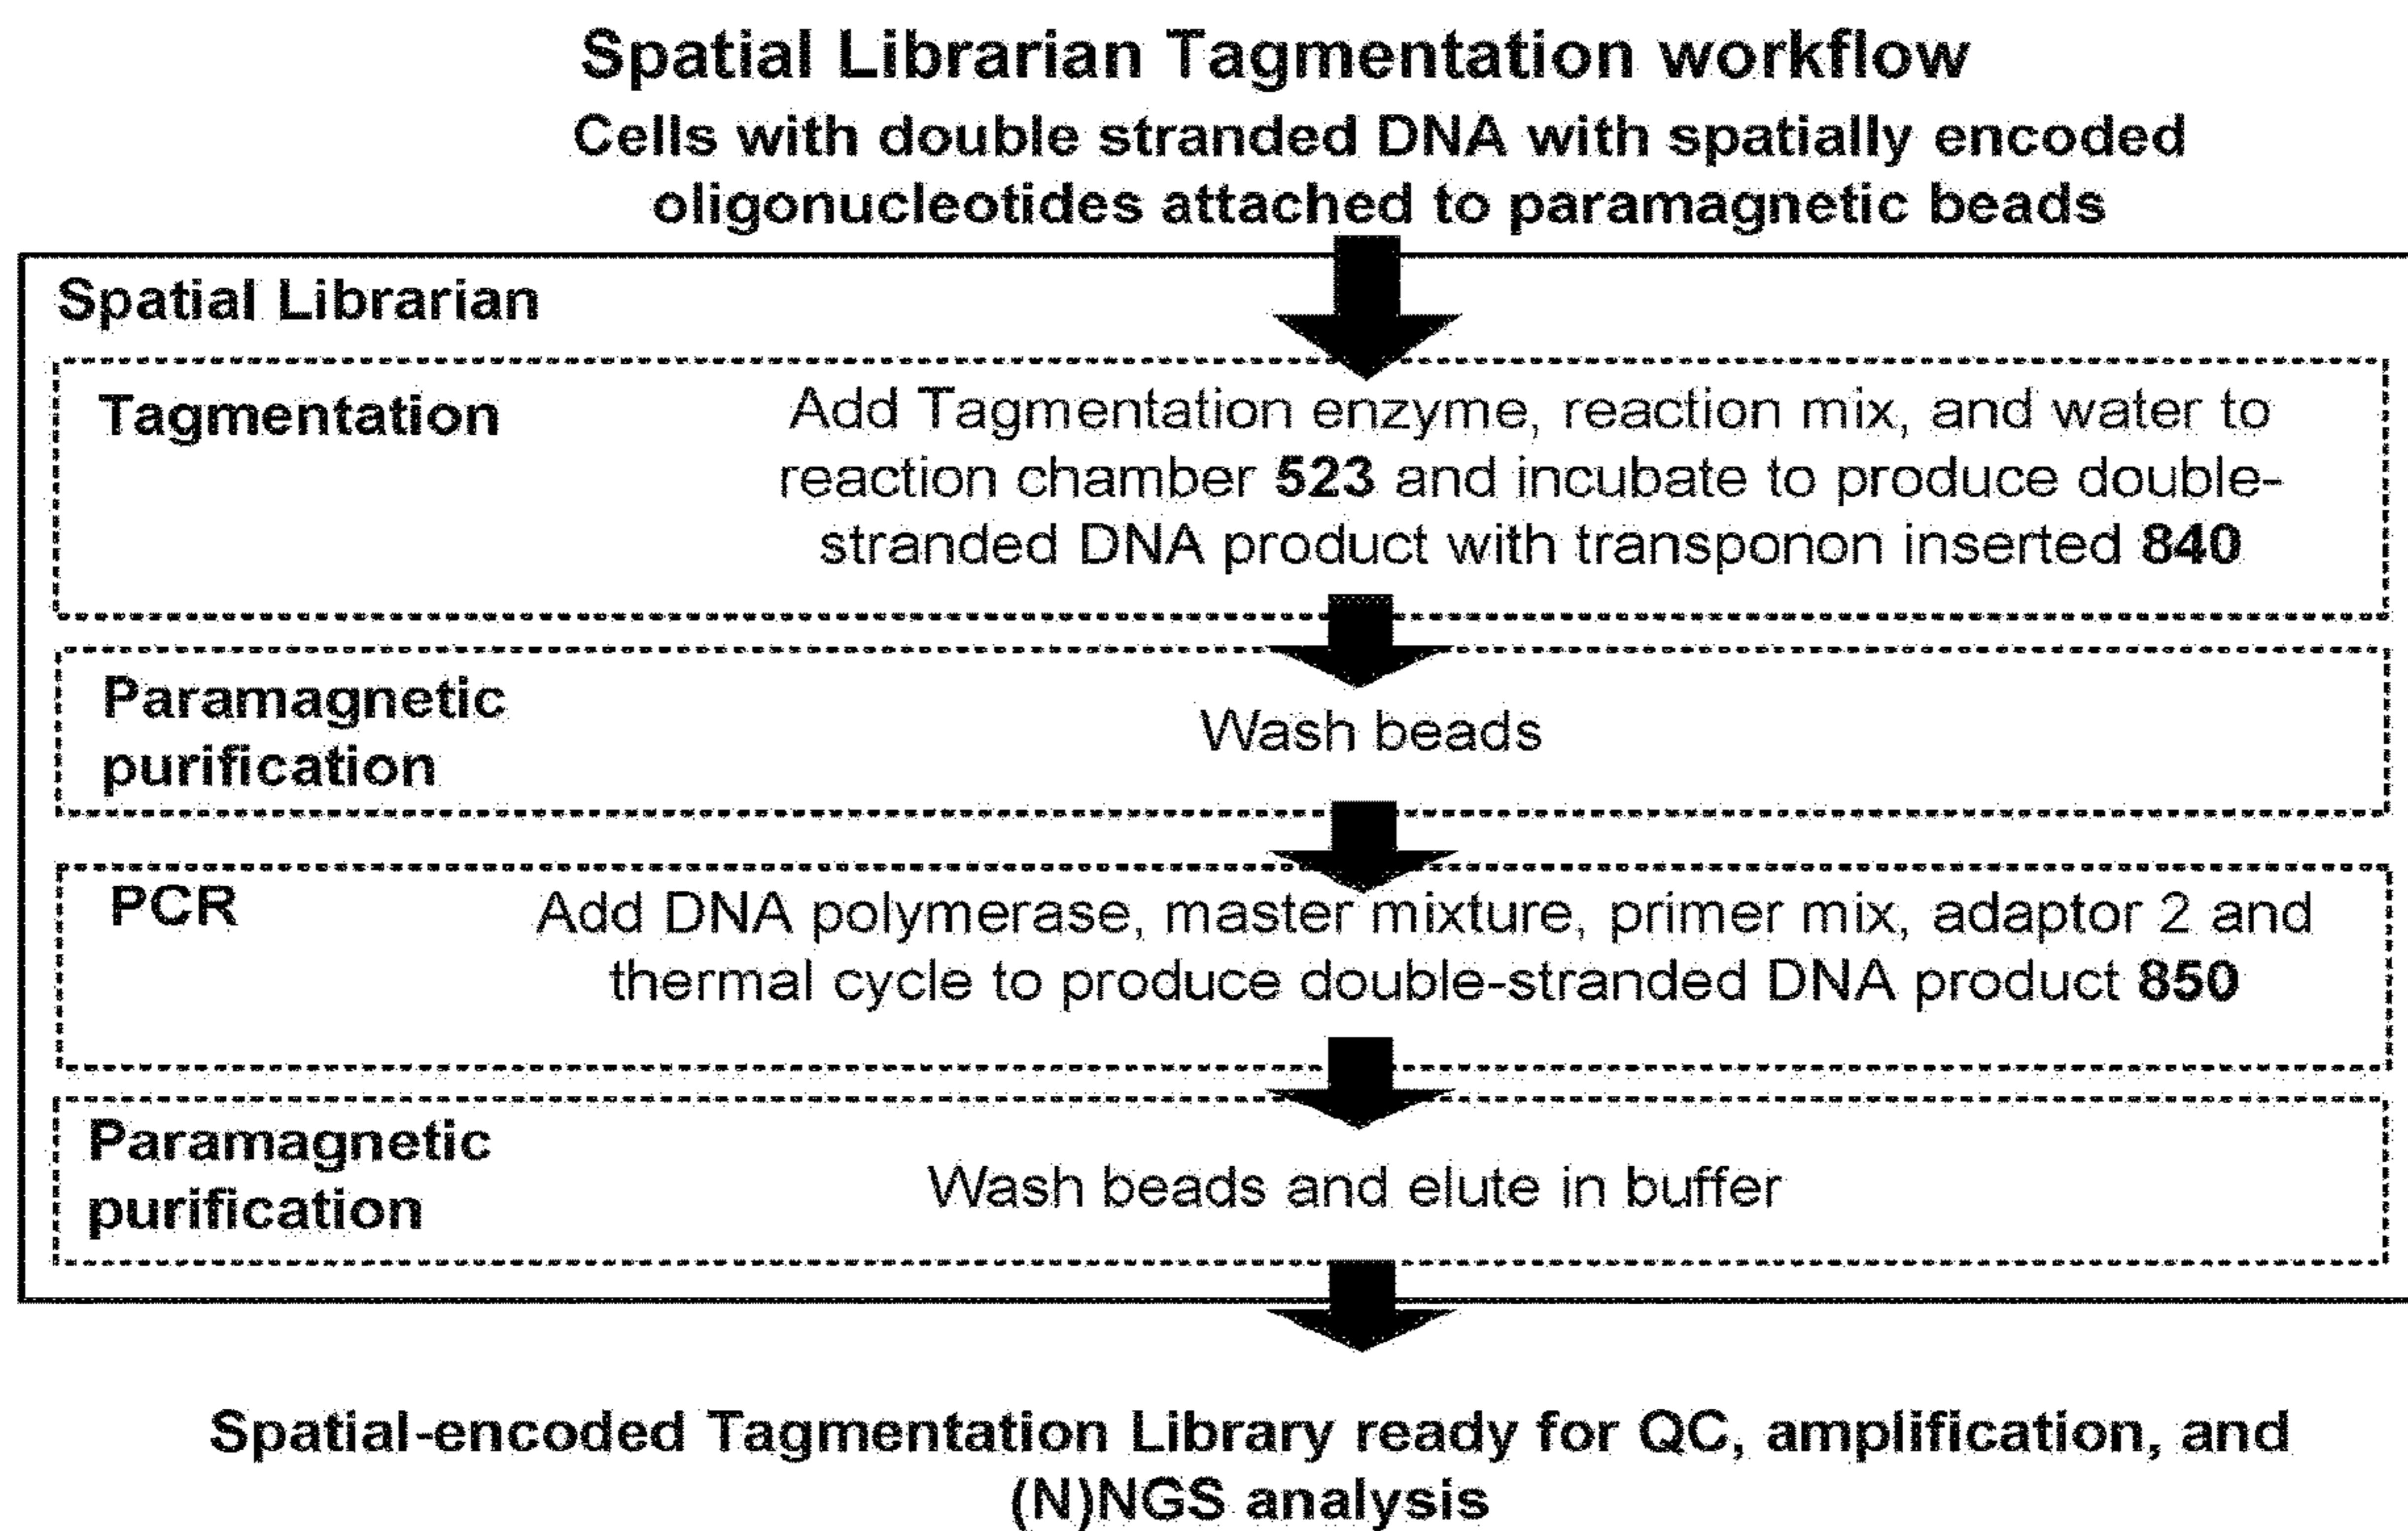 Spatial Librarian Tagmentation workflow
Cells with double stranded DNA with spatially encoded
oligonucleotides attached to paramagnetic beads
Spatial Librarian
Tagmentation
Add Tagmentation enzyme, reaction mix, and water to
reaction chamber 523 and incubate to produce double-
stranded DNA product with transponon inserted 840
Paramagnetic
purification
Wash beads
PCR
Add DNA polymerase, master mixture, primer mix, adaptor 2 and
thermal cycle to produce double-stranded DNA product 850
Paramagnetic
purification
Wash beads and elute in buffer
Spatial-encoded Tagmentation Library ready for QC, amplification, and
(N)NGS analysis